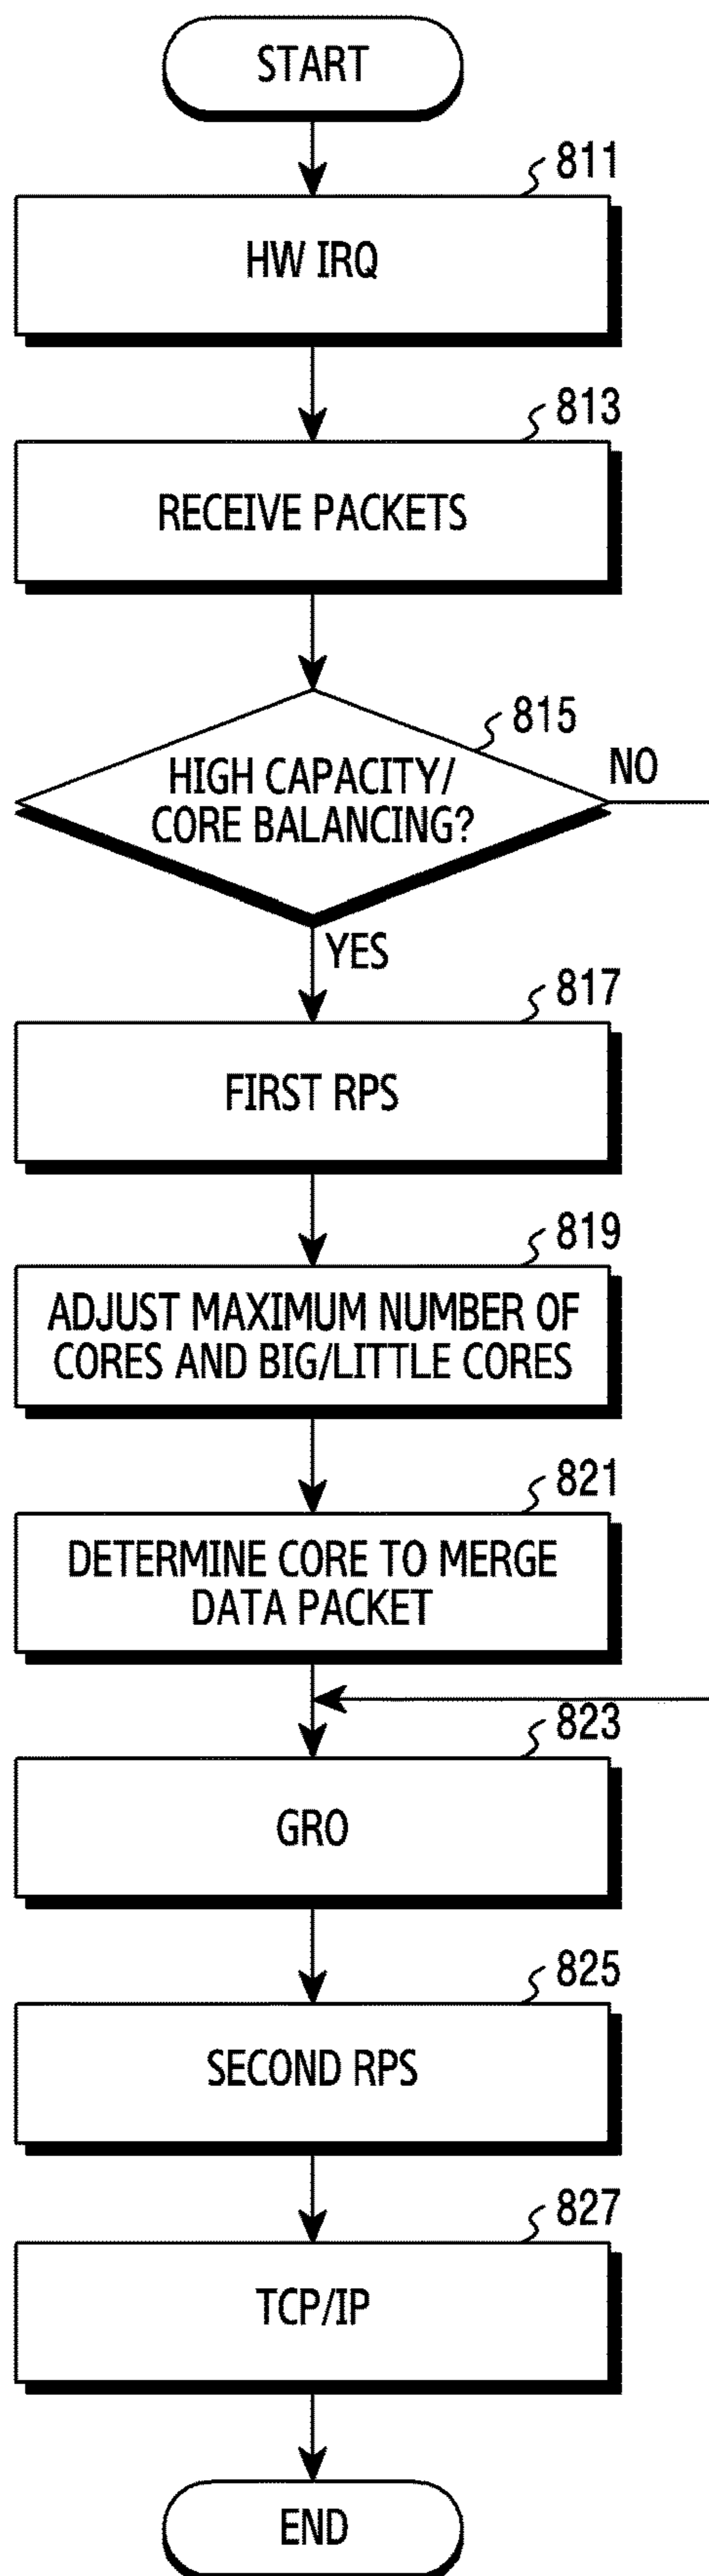 START
811
HW IRQ
813
RECEIVE PACKETS
815
HIGH CAPACITY/
CORE BALANCING?
NO
YES
817
FIRST RPS
819
ADJUST MAXIMUM NUMBER OF
CORES AND BIG/LITTLE CORES
821
DETERMINE CORE TO MERGE
DATA PACKET
823
GRO
825
SECOND RPS
827
TCP/IP
END